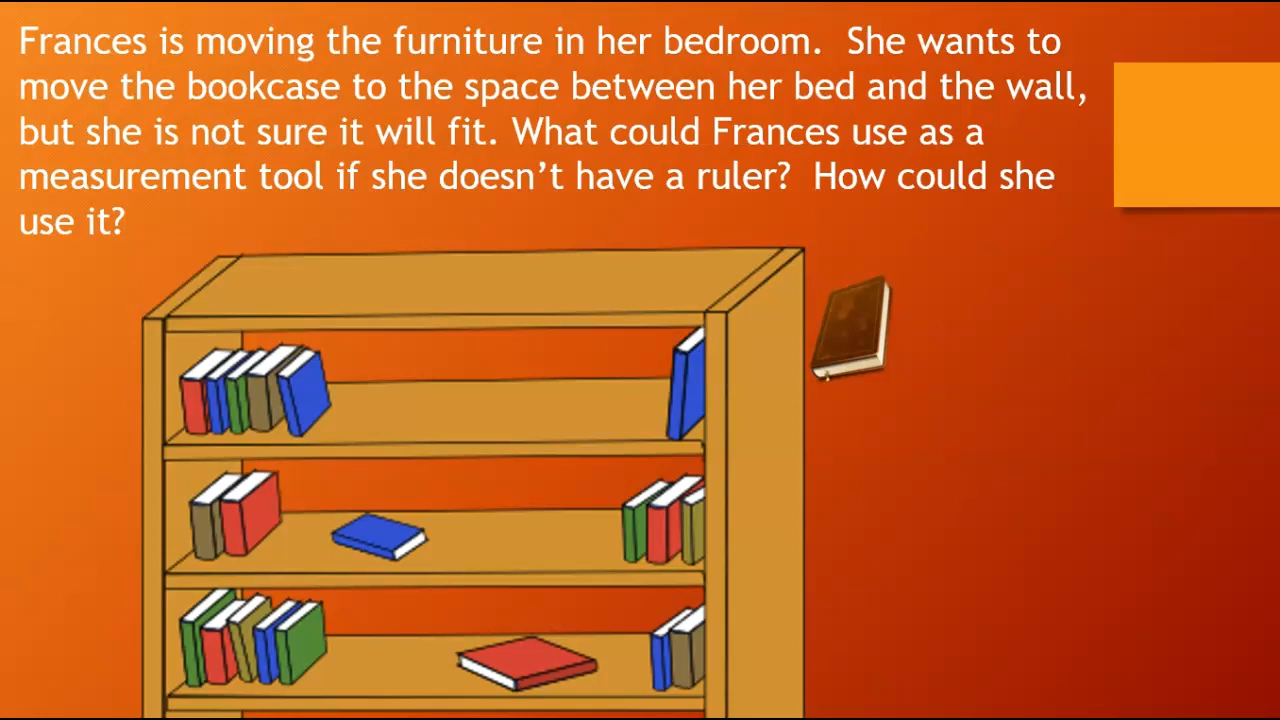 Frances is moving the furniture in her bedroom.  She wants to
move the bookcase to the space between her bed and the wall,
but she is not sure it will fit. What could Frances use as a
measurement tool if she doesn’t have a ruler?  How could she
use it?